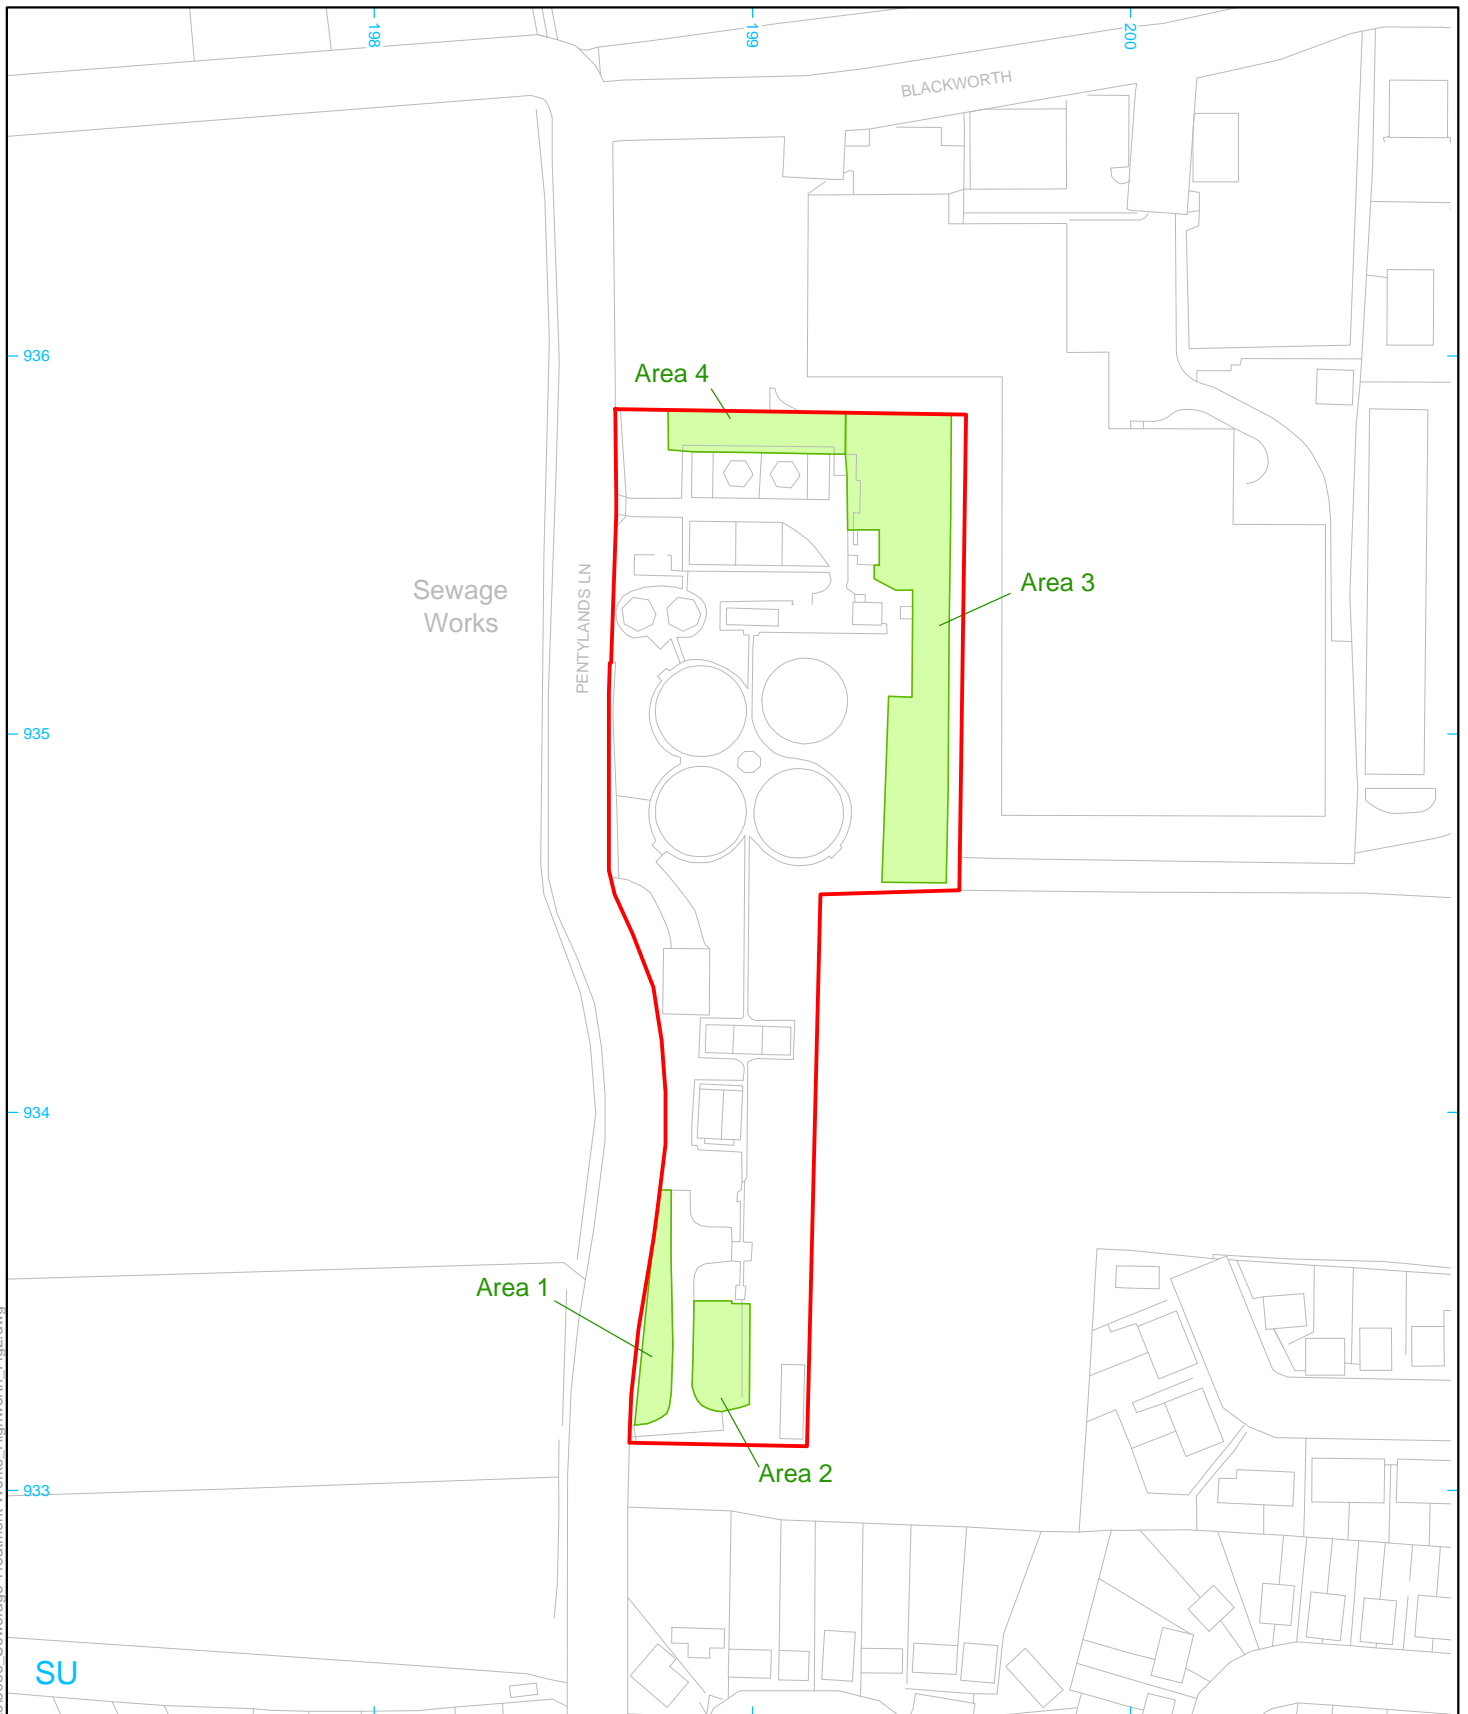 198
199
200
BLACKWORTH
936
Area 4
Area 3
Sewage
Works
PENTYLANDS LN
935
934
Area 1
Area 2
933
SU